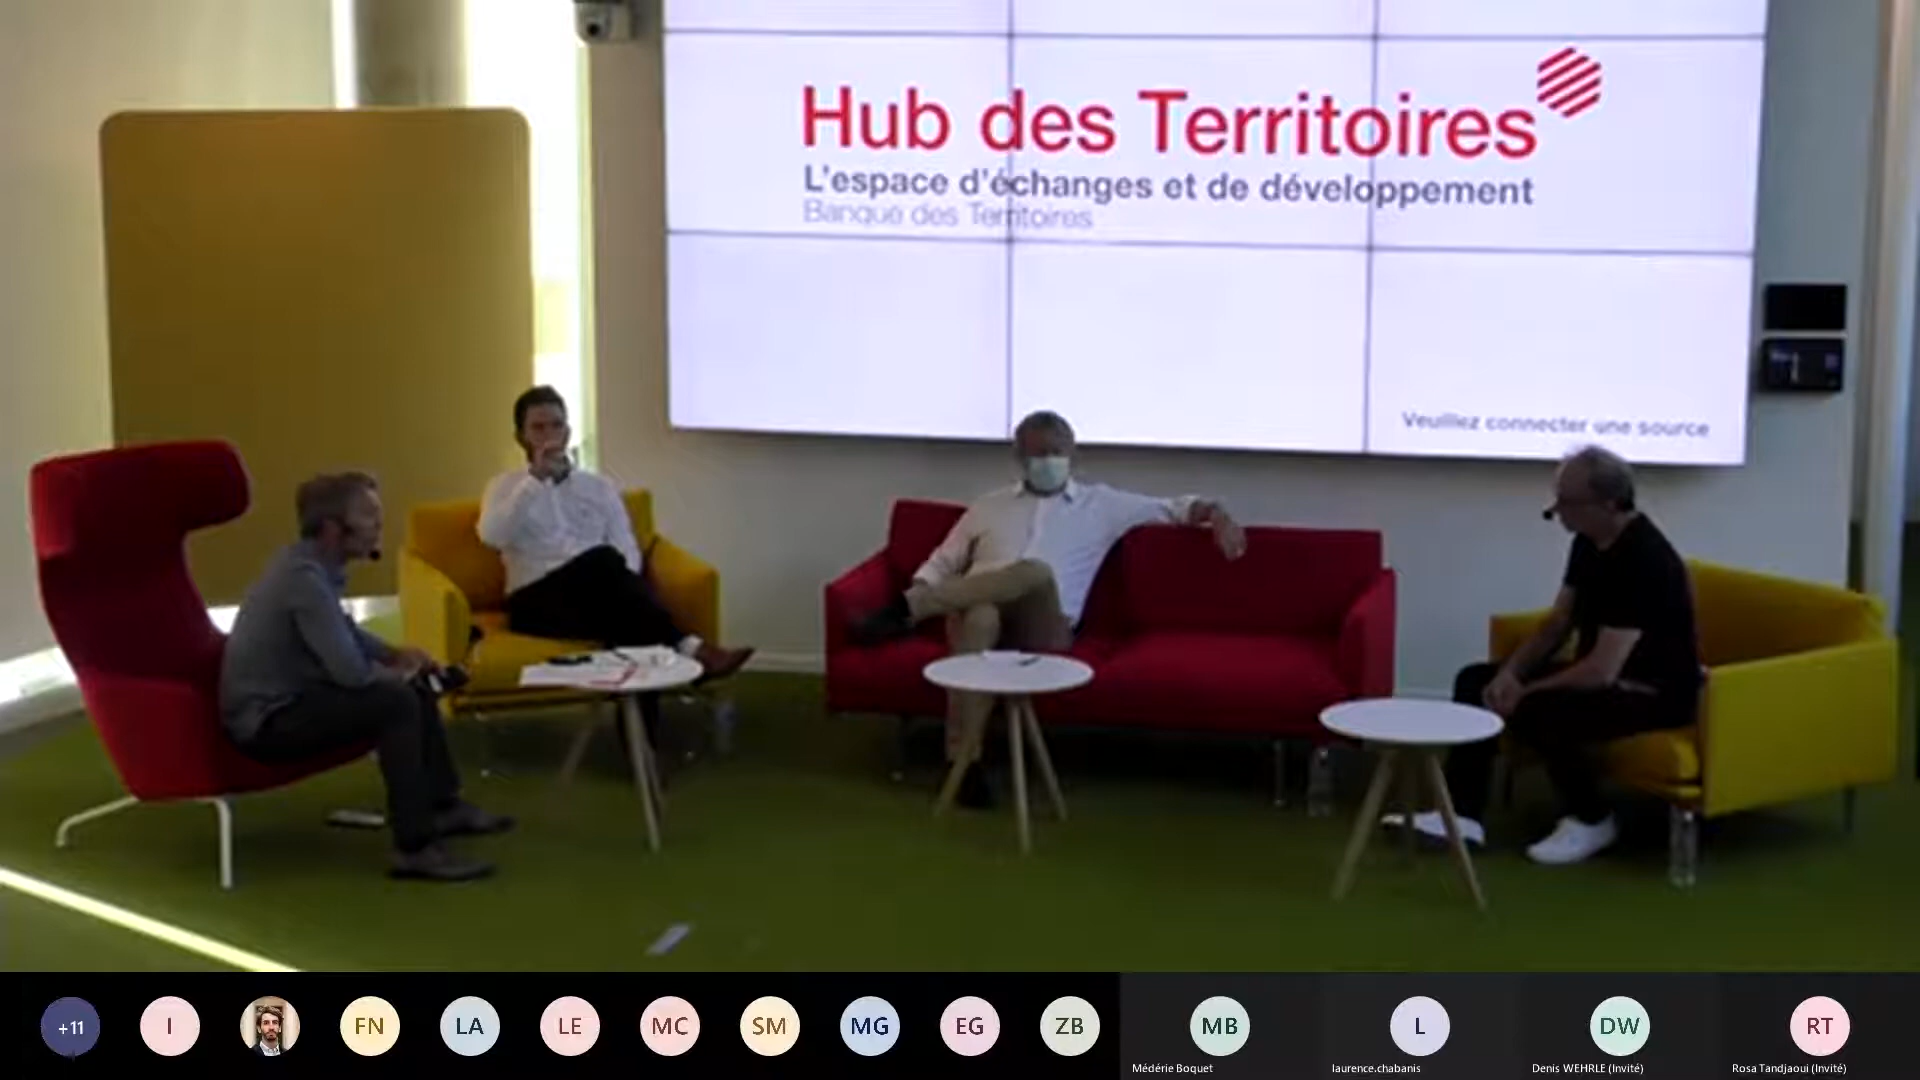 Hub des Territoires
L'espace d'échanges et de développement
Banque des Territoires
Veuillez connecter une source
+11
I
FN
LA
LE
MC
SM
MG
EG
ZB
MB
L
DW
RT
Médérie Boquet
laurence.chabanis
Denis WEHRLE (Invité)
Rosa Tandjaoui (Invité)